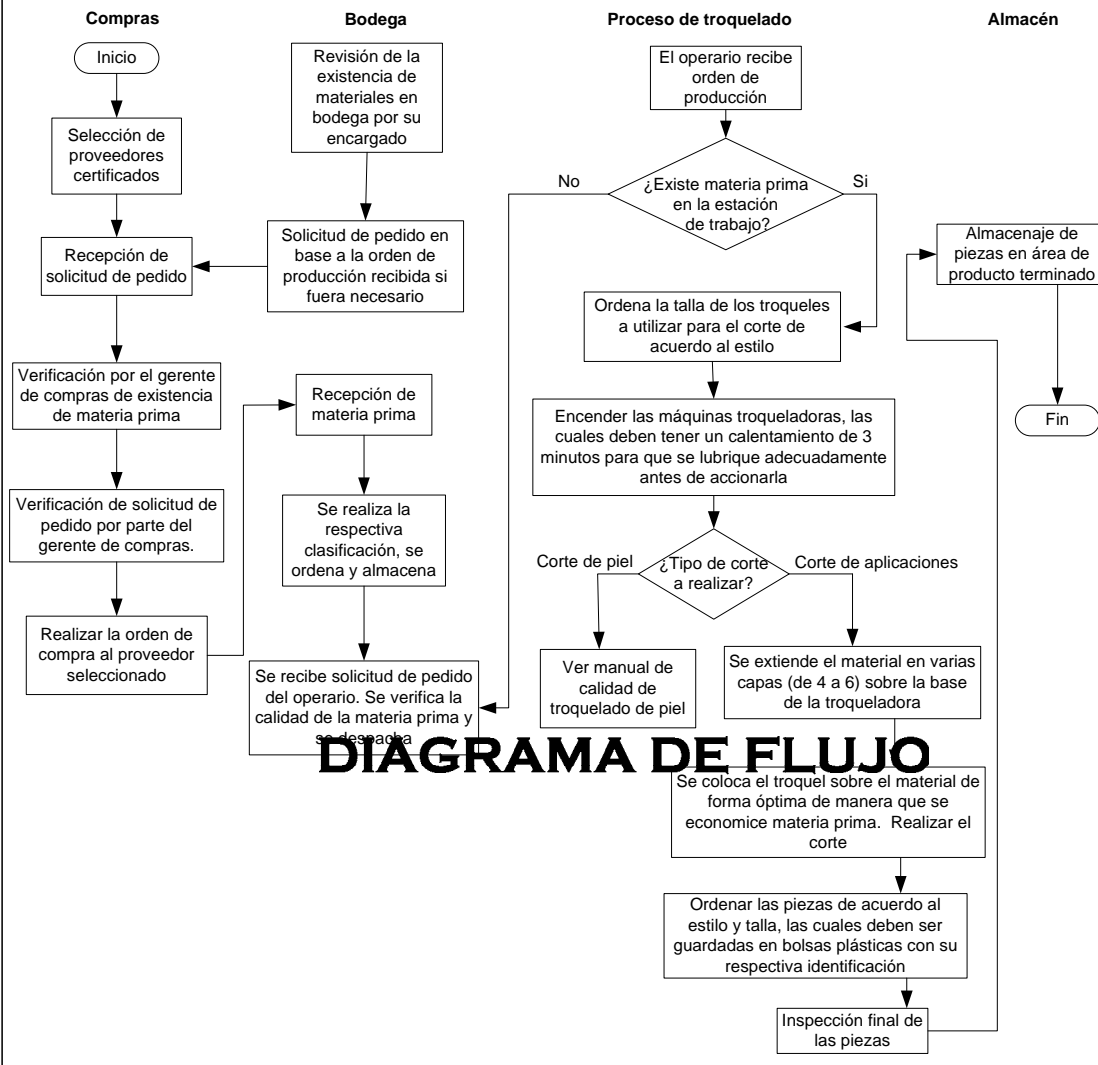 Compras
Bodega
Proceso de troquelado
Almacén
Inicio
Selección de
proveedores
certificados
Recepción de
solicitud de pedido
Verificación por el gerente
de compras de existencia
de materia prima
Verificación de solicitud de
pedido por parte del
gerente de compras.
Realizar la orden de
compra al proveedor
seleccionado
Revisión de la
existencia de
materiales en
bodega por su
encargado
Solicitud de pedido en
base a la orden de
producción recibida si
fuera necesario
Recepción de
materia prima
Se realiza la
respectiva
clasificación, se
ordena y almacena
Se recibe solicitud de pedido
del operario. Se verifica la
calidad de la materia prima y
se despacha
El operario recibe
orden de
producción
¿Existe materia prima
en la estación
de trabajo?
No
Si
Ordena la talla de los troqueles
a utilizar para el corte de
acuerdo al estilo
Encender las máquinas troqueladoras, las
cuales deben tener un calentamiento de 3
minutos para que se lubrique adecuadamente
antes de accionarla
¿Tipo de corte
a realizar?
Corte de piel
Corte de aplicaciones
Ver manual de
calidad de
troquelado de piel
Se extiende el material en varias
capas (de 4 a 6) sobre la base
de la troqueladora
DIAGRAMA DE FLUJO
Se coloca el troquel sobre el material de
forma óptima de manera que se
economice materia prima. Realizar el
corte
Ordenar las piezas de acuerdo al
estilo y talla, las cuales deben ser
guardadas en bolsas plásticas con su
respectiva identificación
Inspección final de
las piezas
Almacenaje de
piezas en área de
producto terminado
Fin